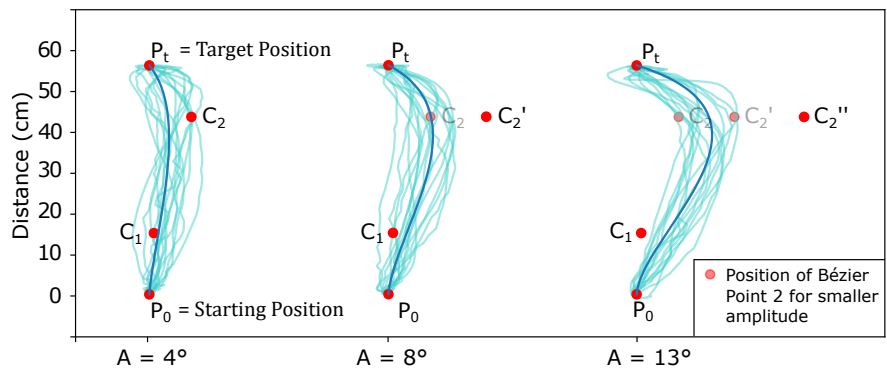 Distance (cm)
60
50
40
30
20
10
0
Pt = Target Position
C2
C1
P0 = Starting Position
A = 4°
Pt
C2
C2'
C1
P0
A = 8°
Pt
C2
C2'
C2''
C1
P0
A = 13°
Position of Bézier
Point 2 for smaller
amplitude